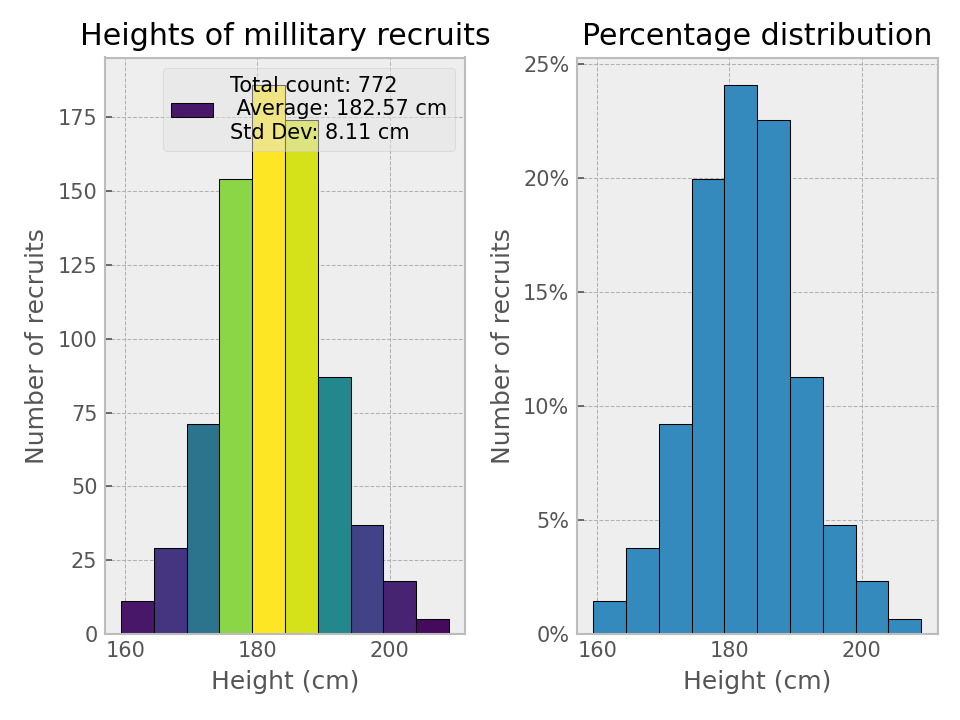 Heights of millitary recruits
Total count: 772
Average: 182.57 cm
Std Dev: 8.11 cm
Number of recruits
175
150
125
100
75
50
25
0
160 180 200
Height (cm)
Percentage distribution
Number of recruits
25%
20%
15%
10%
5%
0%
160 180 200
Height (cm)